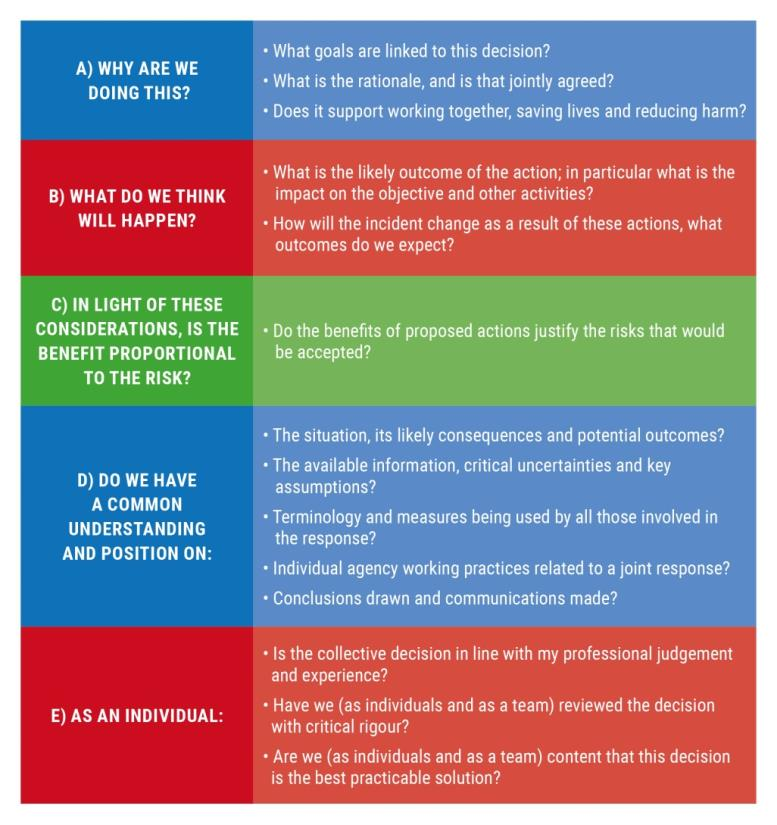 A) WHY ARE WE
DOING THIS?
• What goals are linked to this decision?
• What is the rationale, and is that jointly agreed?
• Does it support working together, saving lives and reducing harm?
B) WHAT DO WE THINK
WILL HAPPEN?
• What is the likely outcome of the action; in particular what is the
impact on the objective and other activities?
• How will the incident change as a result of these actions, what
outcomes do we expect?
C) IN LIGHT OF THESE
CONSIDERATIONS, IS THE
BENEFIT PROPORTIONAL
TO THE RISK?
• Do the benefits of proposed actions justify the risks that would
be accepted?
D) DO WE HAVE
A COMMON
UNDERSTANDING
AND POSITION ON:
• The situation, its likely consequences and potential outcomes?
• The available information, critical uncertainties and key
assumptions?
• Terminology and measures being used by all those involved in
the response?
• Individual agency working practices related to a joint response?
• Conclusions drawn and communications made?
E) AS AN INDIVIDUAL:
• Is the collective decision in line with my professional judgement
and experience?
• Have we (as individuals and as a team) reviewed the decision
with critical rigour?
• Are we (as individuals and as a team) content that this decision
is the best practicable solution?